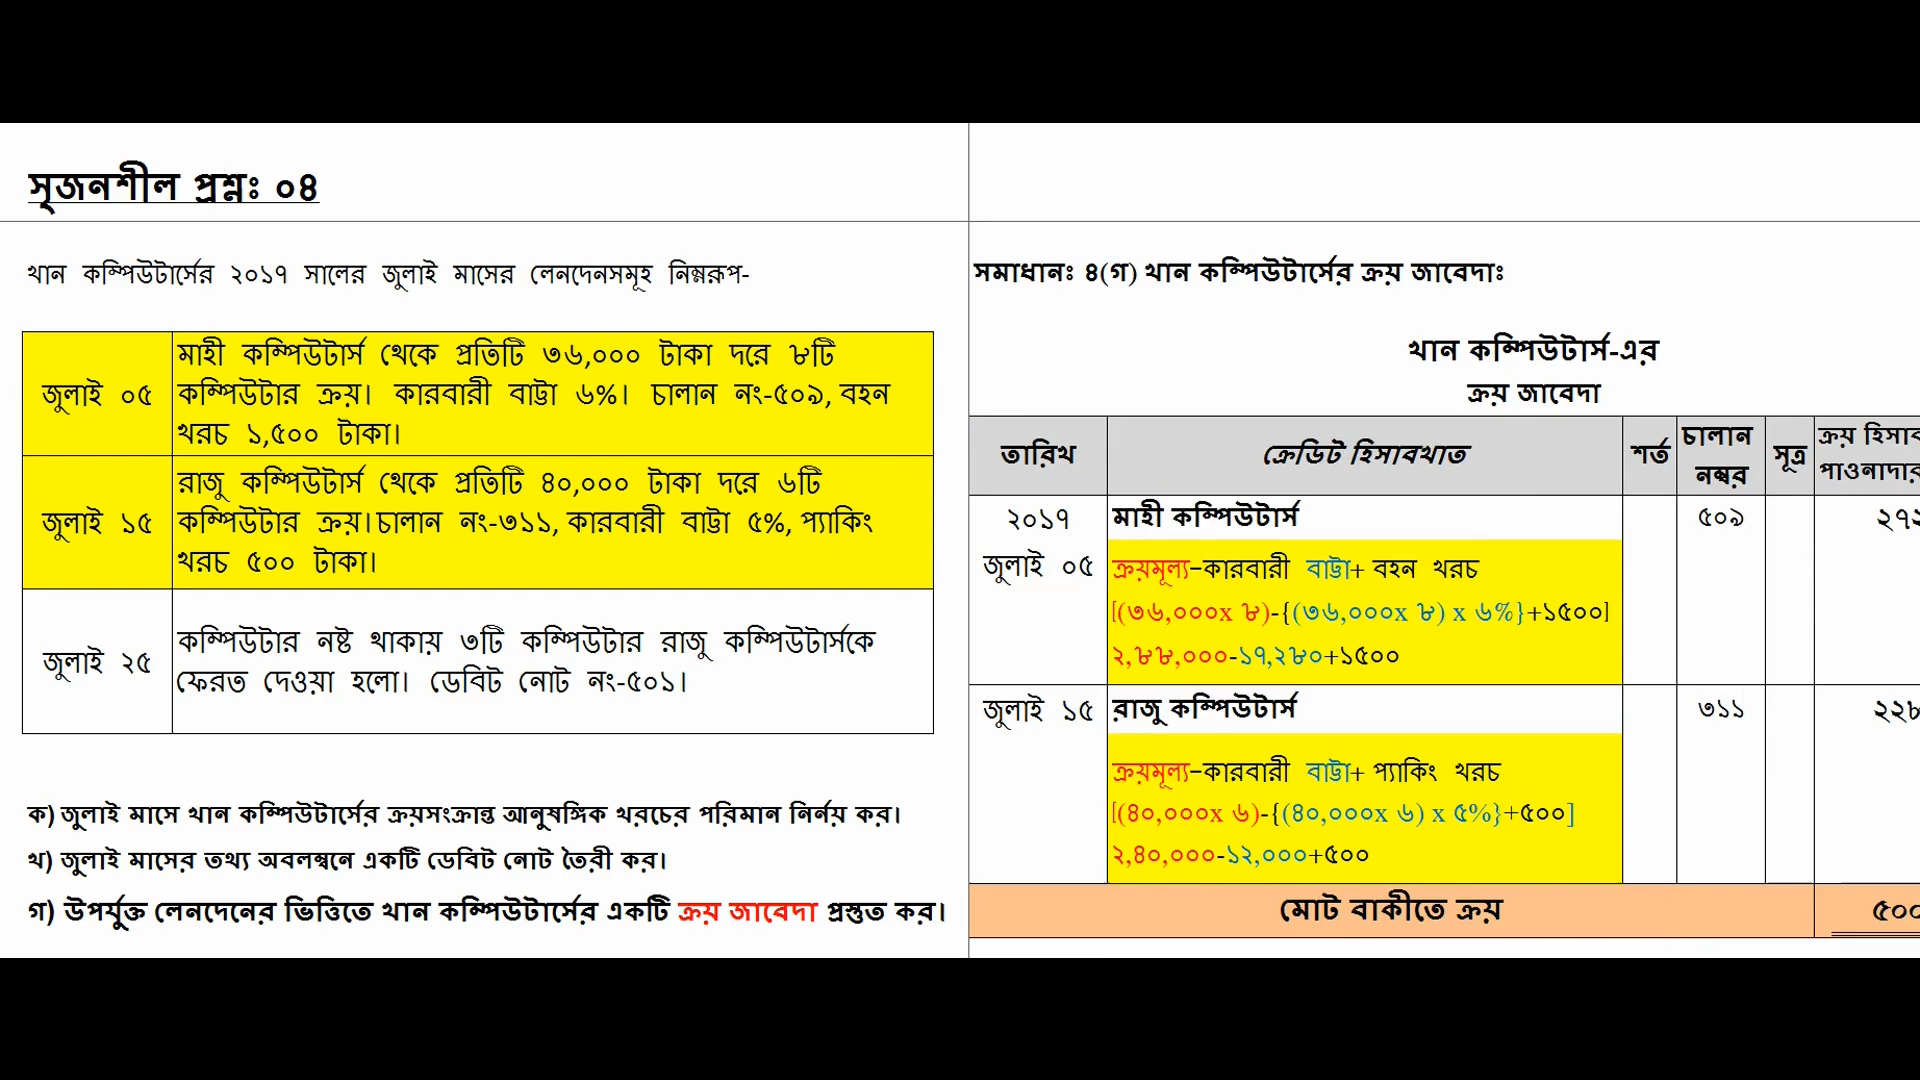 সৃজনশীল প্রশ্নঃ ০৪
খান কম্পিউটার্সের ২০১৭ সালের জুলাই মাসের লেনদেনসমূহ নিম্নরূপ-
জুলাই ০৫
মাহী কম্পিউটার্স থেকে প্রতিটি ৩৬,০০০ টাকা দরে ৮টি
কম্পিউটার ক্রয়। কারবারী বাট্টা ৬%। চালান নং-৫০৯, বহন
খরচ ১,৫০০ টাকা।
জুলাই ১৫
রাজু কম্পিউটার্স থেকে প্রতিটি ৪০,০০০ টাকা দরে ৬টি
কম্পিউটার ক্রয়।চালান নং-৩১১, কারবারী বাট্টা ৫%, প্যাকিং
খরচ ৫০০ টাকা।
জুলাই ২৫
কম্পিউটার নষ্ট থাকায় ৩টি কম্পিউটার রাজু কম্পিউটার্সকে
ফেরত দেওয়া হলো। ডেবিট নোট নং-৫০১।
ক) জুলাই মাসে খান কম্পিউটার্সের ক্রয়সংক্রান্ত আনুষঙ্গিক খরচের পরিমান নির্নয় কর।
খ) জুলাই মাসের তথ্য অবলম্বনে একটি ডেবিট নোট তৈরী কর।
গ) উপর্যুক্ত লেনদেনের ভিত্তিতে খান কম্পিউটার্সের একটি ক্রয় জাবেদা প্রস্তুত কর।
সমাধানঃ ৪(গ) খান কম্পিউটার্সের ক্রয় জাবেদাঃ
খান কম্পিউটার্স-এর
ক্রয় জাবেদা
তারিখ
ক্রেডিট হিসাবখাত
শর্ত
চালান
নম্বর
সূত্র
ক্রয় হিসাব
পাওনাদার
২০১৭
জুলাই ০৫
মাহী কম্পিউটার্স
৫০৯
২৭২
ক্রয়মূল্য-কারবারী বাট্টা+ বহন খরচ
[(৩৬,০০০x ৮)-{(৩৬,০০০x ৮) x ৬%}+১৫০০]
২,৮৮,০০০-১৭,২৮০+১৫০০
জুলাই ১৫
রাজু কম্পিউটার্স
৩১১
২২৮
ক্রয়মূল্য-কারবারী বাট্টা+ প্যাকিং খরচ
[(৪০,০০০x ৬)-{(৪০,০০০x ৬) x ৫%}+৫০০]
২,৪০,০০০-১২,০০০+৫০০
মোট বাকীতে ক্রয়
৫০০